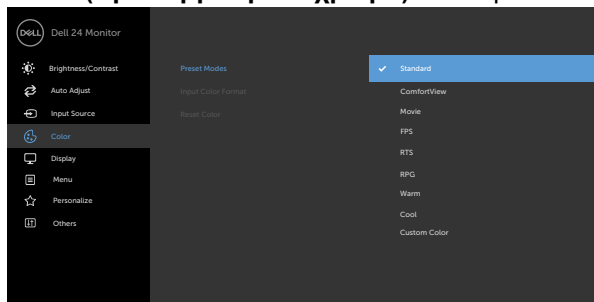 DELL Dell 24 Monitor
Brightness/Contrast
Auto Adjust
Input Source
Color
Display
Menu
Personalize
Others
Preset Modes
Input Color Format
Reset Color
Standard
ComfortView
Movie
FPS
RTS
RPG
Warm
Cool
Custom Color